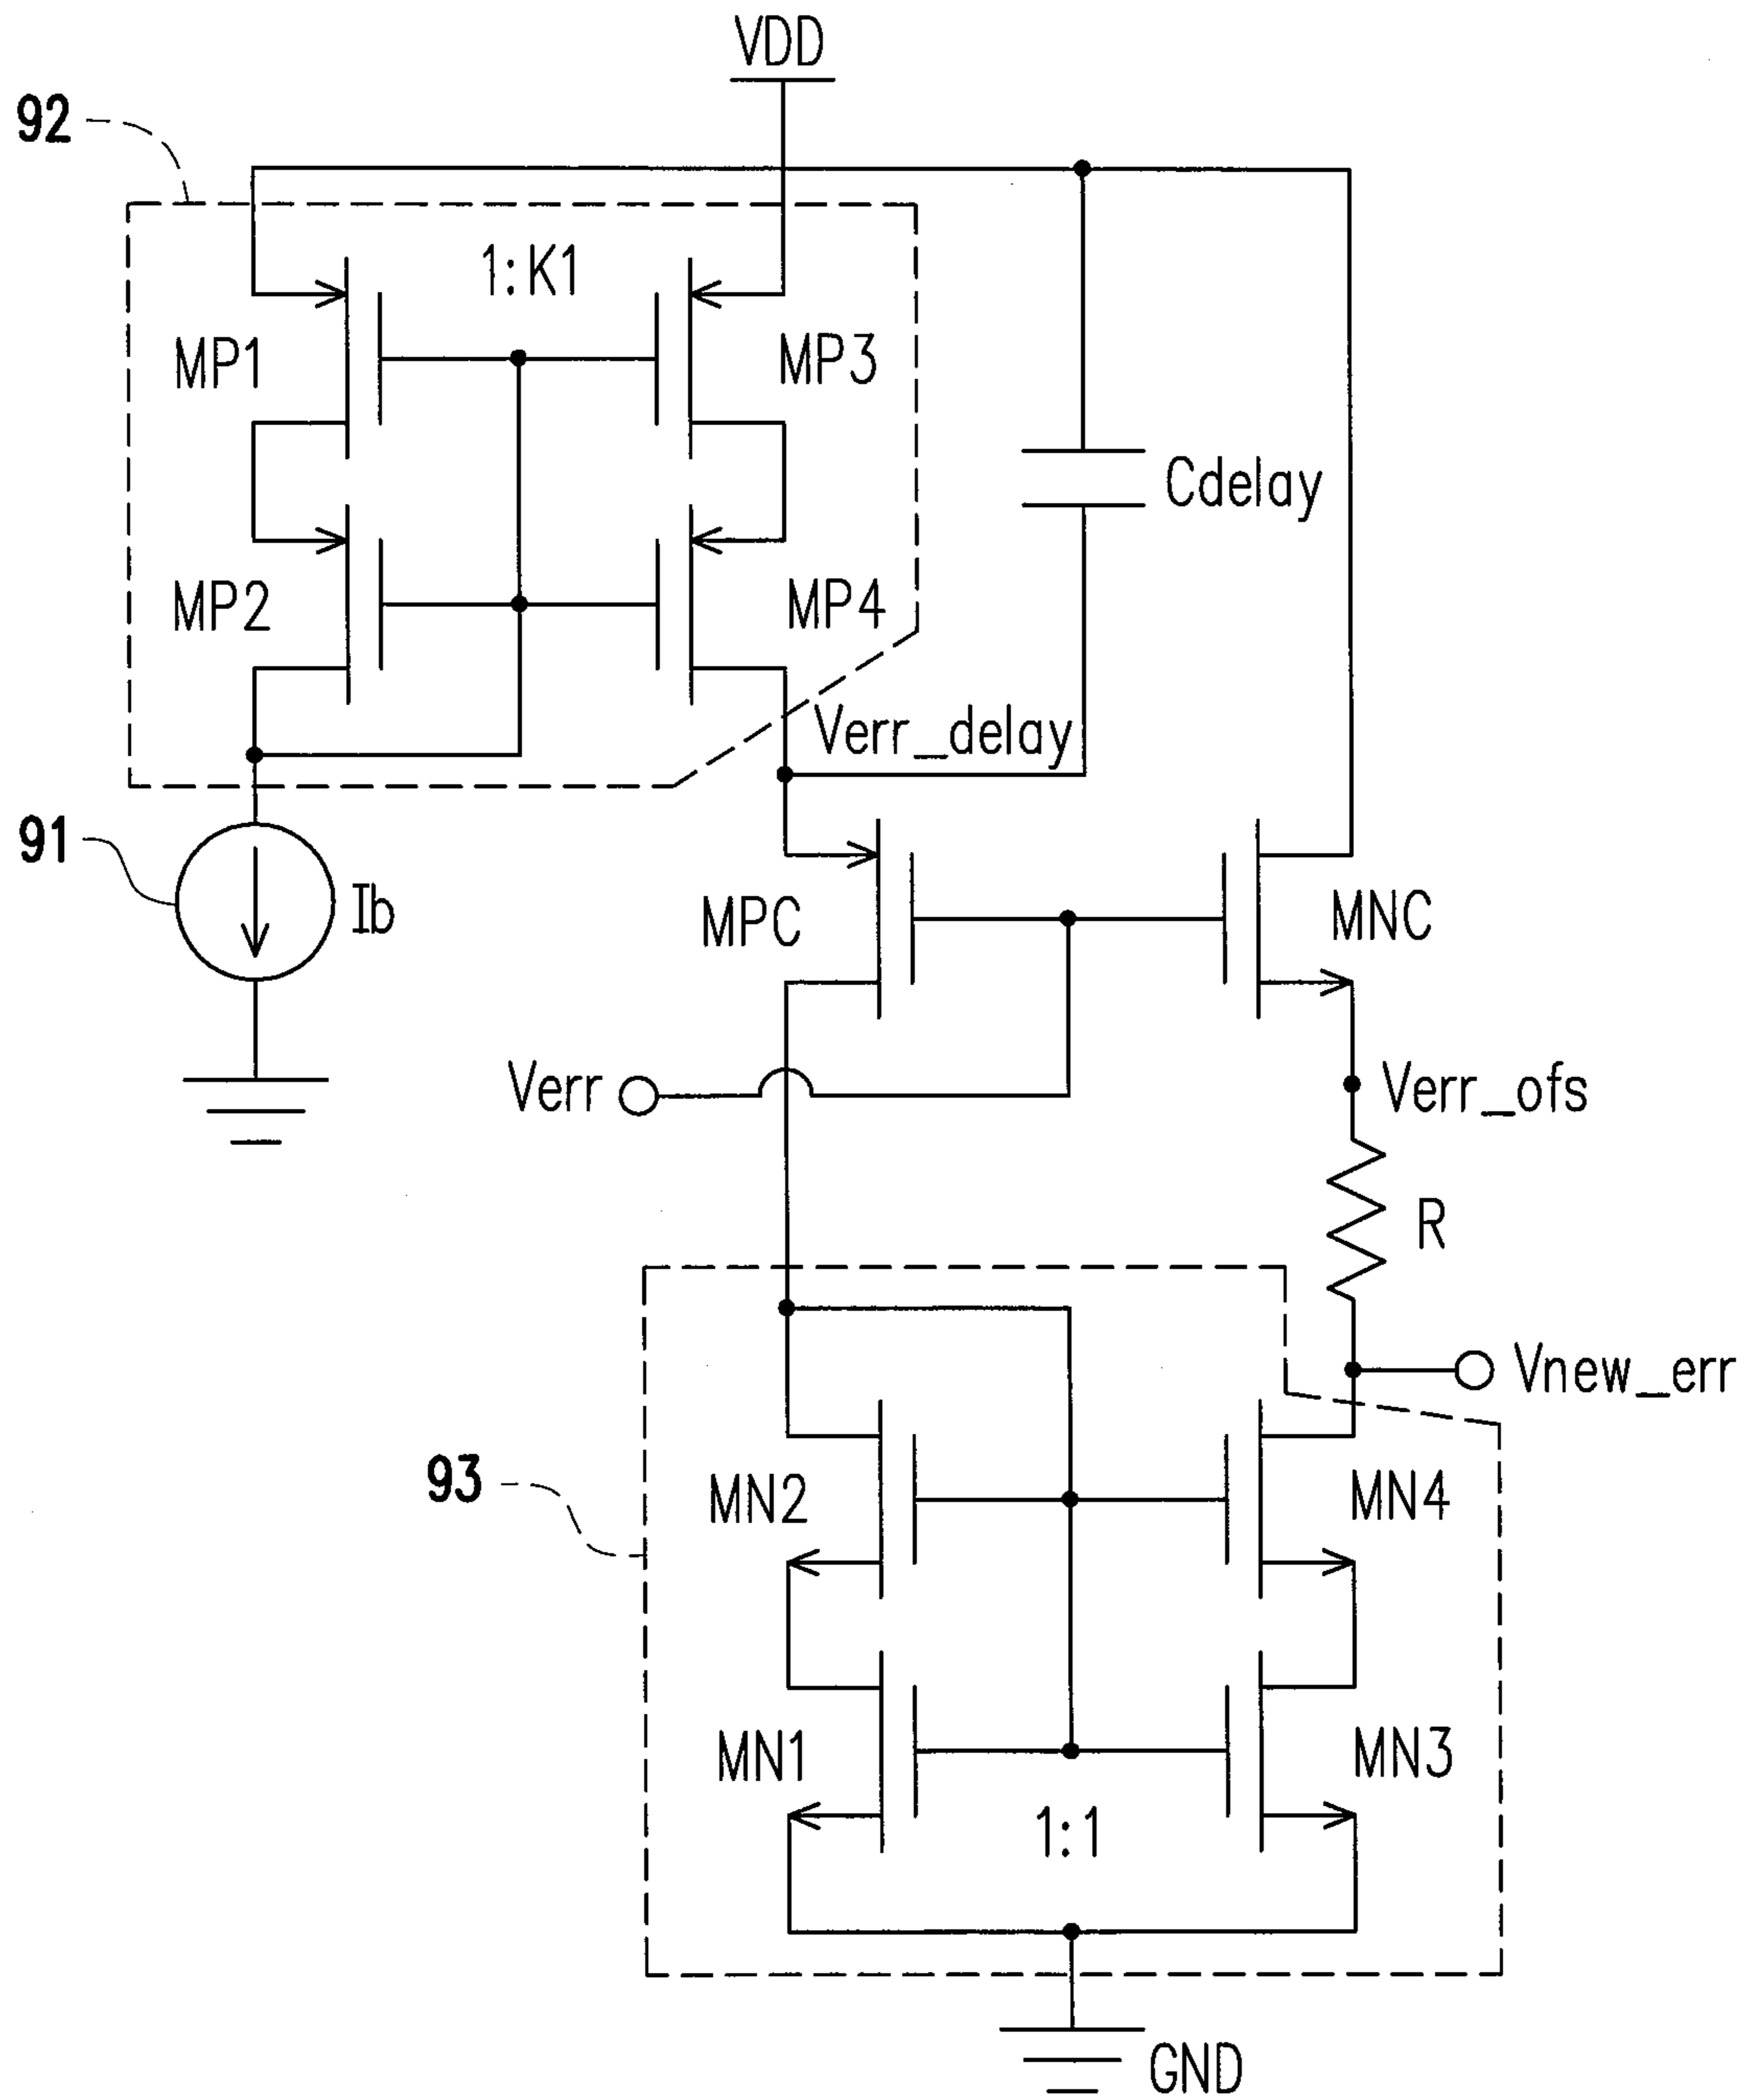 VDD
92
1:K1
MP1
MP3
Cdelay
MP2
MP4
Verr_delay
91
Ib
MPC
MNC
Verr
Verr_ofs
R
Vnew_err
93
MN2
MN4
MN1
MN3
1:1
GND